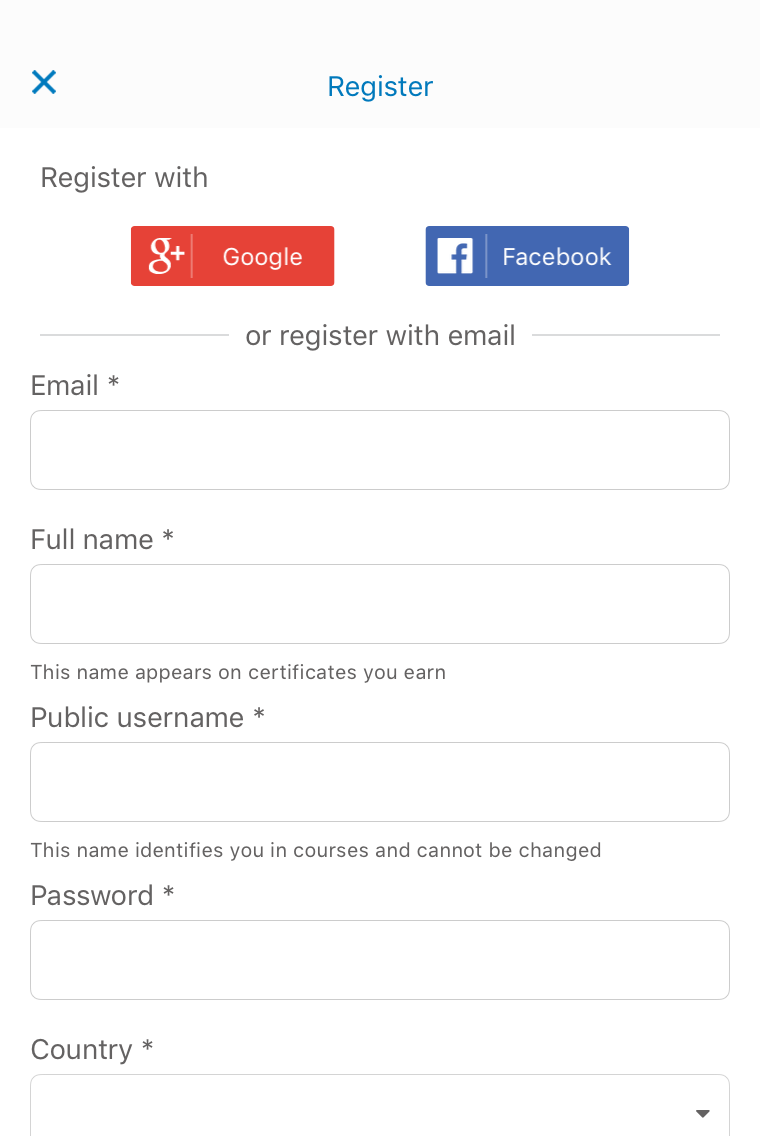 Register
Register with
g+ Google
f Facebook
or register with email
Email *
Full name *
This name appears on certificates you earn
Public username *
This name identifies you in courses and cannot be changed
Password *
Country *